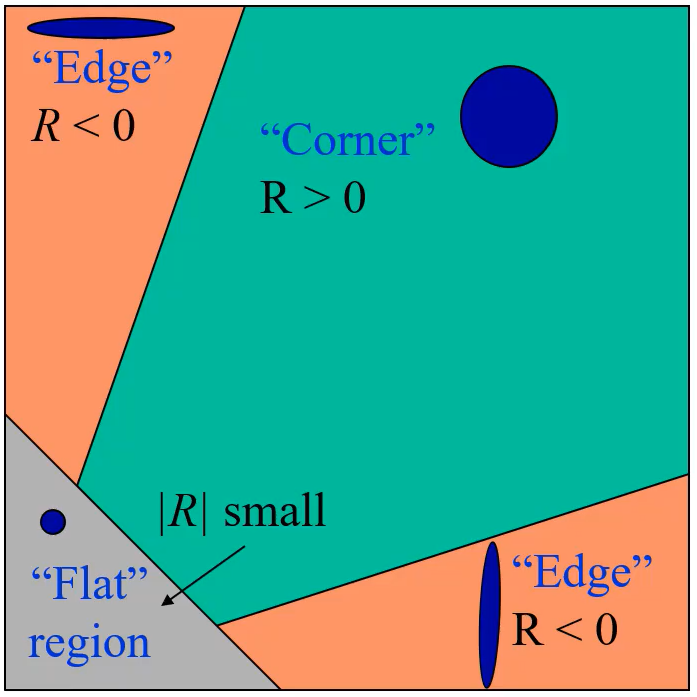 “Edge”
R < 0
“Corner”
R > 0
|R| small
“Flat”
region
“Edge”
R < 0